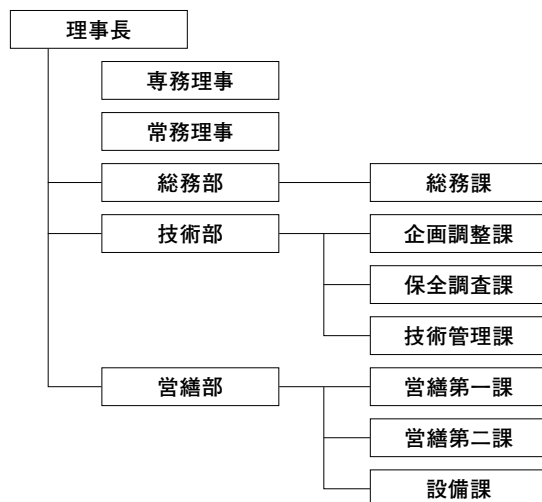 理事長
専務理事
常務理事
総務部
総務課
技術部
企画調整課
保全調査課
技術管理課
営繕部
営繕第一課
営繕第二課
設備課